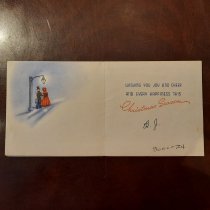 WISHING YOU JOY AND CHEER
AND EVERY HAPPINESS THIS
Christmas Season
B. J.